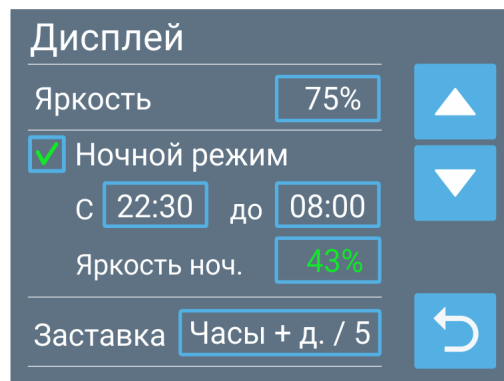 Дисплей
Яркость 75%
Ночной режим
С 22:30 до 08:00
Яркость ноч. 43%
Заставка Часы + д. / 5